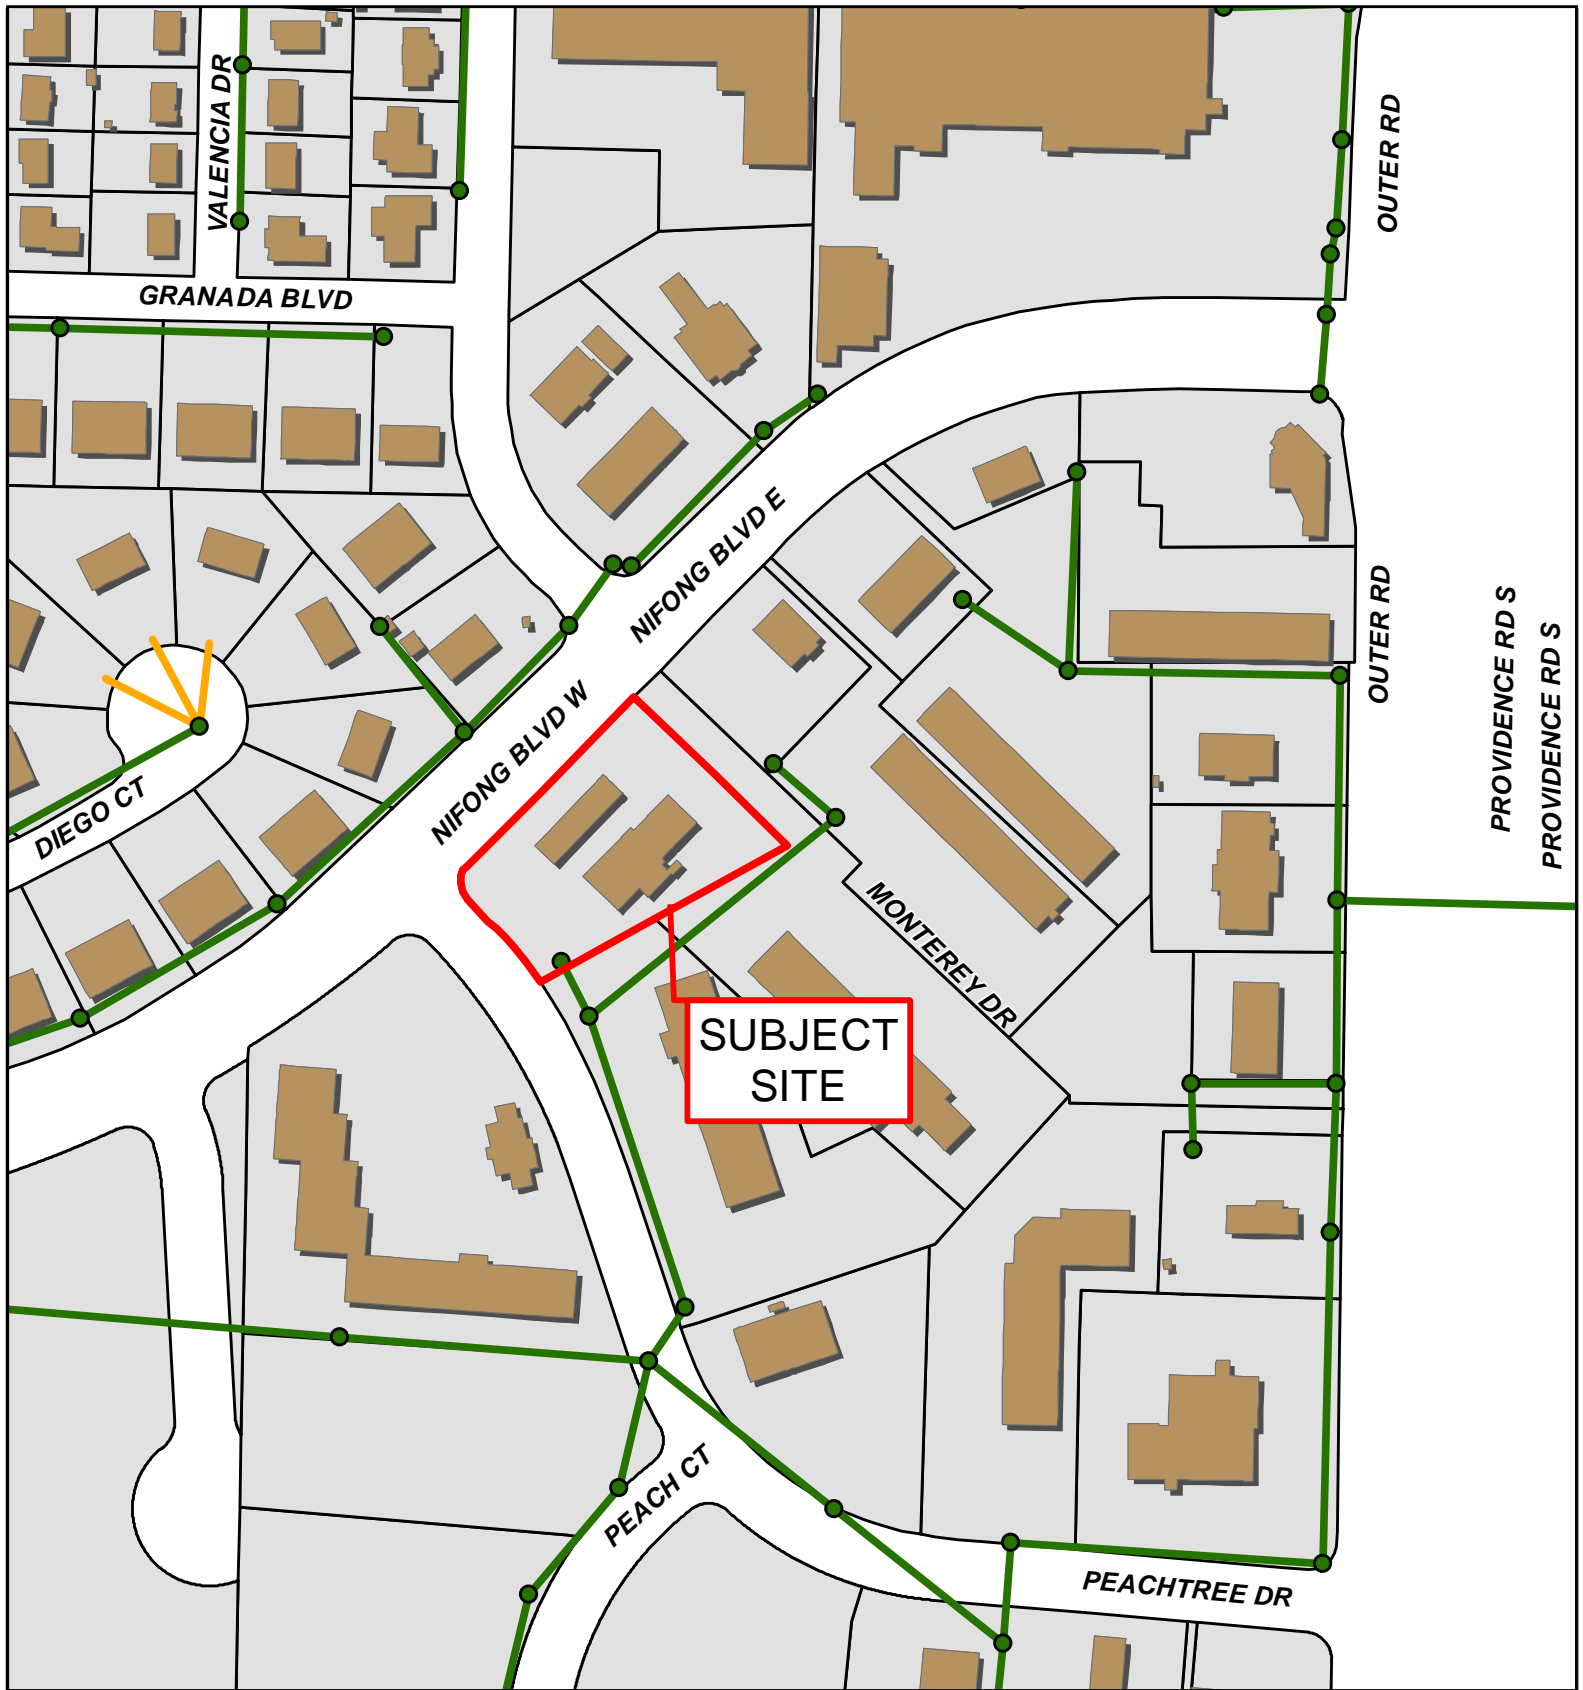 VALENCIA DR
OUTER RD
GRANADA BLVD
NIFONG BLVD E
OUTER RD
PROVIDENCE RD S
PROVIDENCE RD S
NIFONG BLVD W
DIEGO CT
MONTEREY DR
SUBJECT
SITE
PEACH CT
PEACHTREE DR